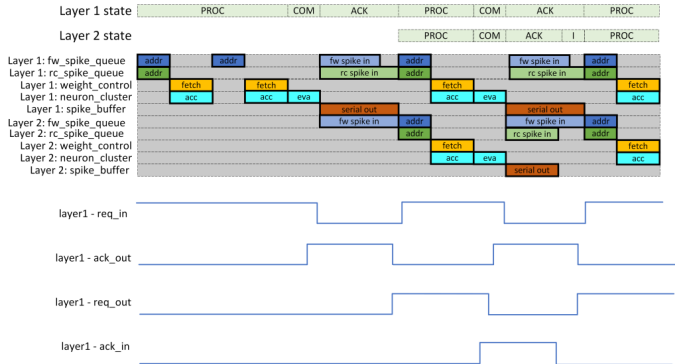 Layer 1 state PROC COM ACK PROC COM ACK PROC
Layer 2 state PROC COM ACK I PROC
Layer 1: fw_spike_queue addr addr fw spike in addr fw spike in addr
Layer 1: rc_spike_queue addr rc spike in addr rc spike in addr
Layer 1: weight_control fetch fetch fetch fetch
Layer 1: neuron_cluster acc acc eva acc eva acc
Layer 1: spike_buffer serial out serial out
Layer 2: fw_spike_queue fw spike in addr fw spike in addr
Layer 2: rc_spike_queue addr rc spike in addr
Layer 2: weight_control fetch fetch
Layer 2: neuron_cluster acc eva acc
Layer 2: spike_buffer serial out
layer1 - req_in
layer1 - ack_out
layer1 - req_out
layer1 - ack_in